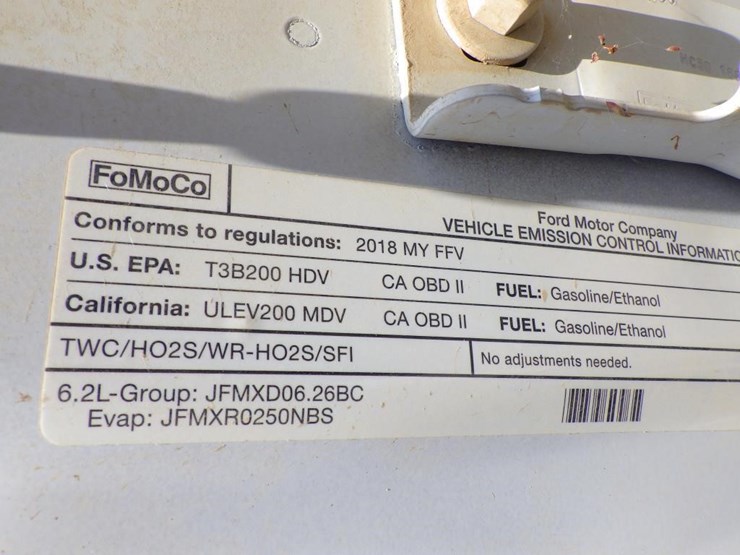 FoMoCo
Ford Motor Company
VEHICLE EMISSION CONTROL
Conforms to regulations: 2018 MY FFV
U.S. EPA: T3B200 HDV CA OBD II FUEL: Gasoline/Ethanol
California: ULEV200 MDV CA OBD II FUEL: Gasoline/Ethanol
TWC/HO2S/WR-HO2S/SFI No adjustments needed.
6.2L-Group: JFMXD06.26BC
Evap: JFMXR0250NBS